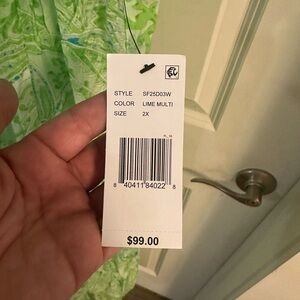 STYLE SF25D03W
COLOR LIME MULTI
SIZE 2X
8 40411 84022 8
$99.00